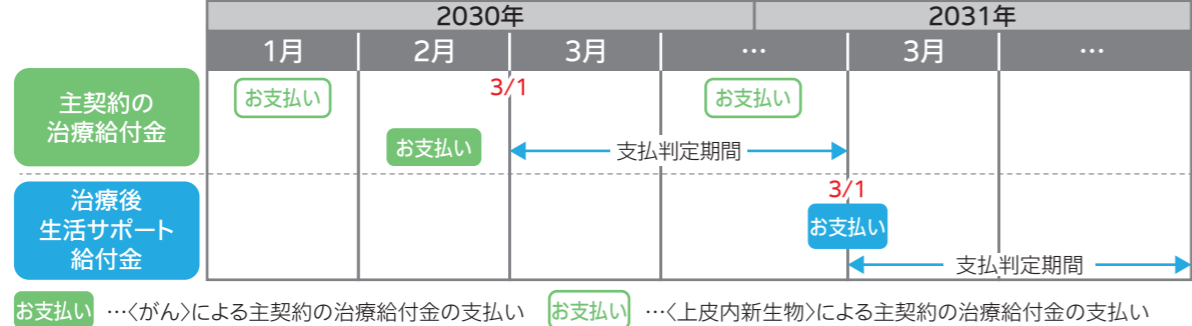 2030年
2031年
1月
2月
3月
…
3月
…
主契約の
治療給付金
お支払い
3/1
お支払い
お支払い
支払判定期間
治療後
生活サポート
給付金
3/1
お支払い
支払判定期間
お支払い …〈がん〉による主契約の治療給付金の支払い
お支払い …〈上皮内新生物〉による主契約の治療給付金の支払い